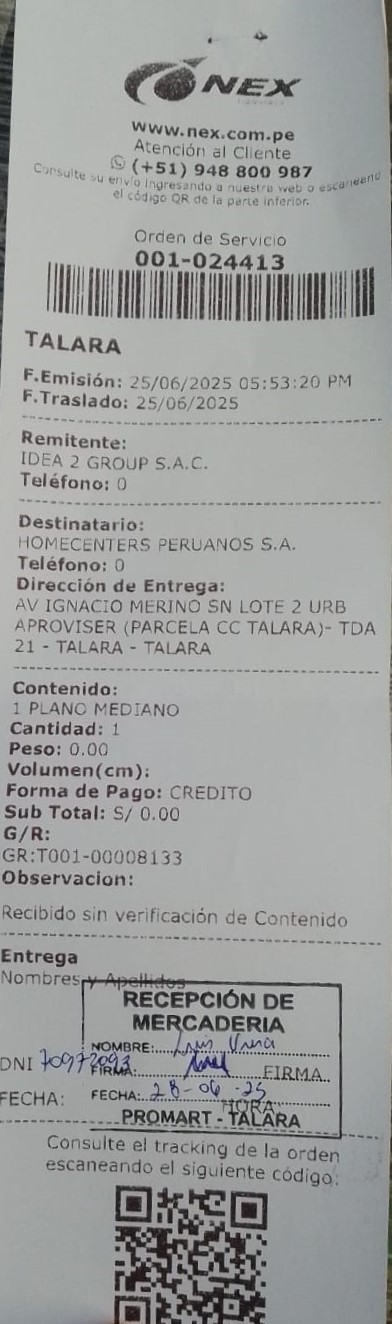 NEX
www.nex.com.pe
Atención al Cliente
(+51) 948 800 987
Consulte su envío ingresando a nuestra web o escaneando
el código QR de la parte inferior.
Orden de Servicio
001-024413
TALARA
F.Emisión: 25/06/2025 05:53:20 PM
F.Traslado: 25/06/2025
Remitente:
IDEA 2 GROUP S.A.C.
Teléfono: 0
Destinatario:
HOMECENTERS PERUANOS S.A.
Teléfono: 0
Dirección de Entrega:
AV IGNACIO MERINO SN LOTE 2 URB
APROVISER (PARCELA CC TALARA)- TDA
21 - TALARA - TALARA
Contenido:
1 PLANO MEDIANO
Cantidad: 1
Peso: 0.00
Volumen(cm):
Forma de Pago: CREDITO
Sub Total: S/ 0.00
G/R:
GR:T001-00008133
Observacion:
Recibido sin verificación de Contenido
Entrega
Nombres y Apellidos
RECEPCIÓN DE
MERCADERIA
NOMBRE: Luis
DNI 70972093 FIRMA: FIRMA
FECHA: FECHA: 28-06-25
HORA
PROMART - TALARA
Consulte el tracking de la orden
escaneando el siguiente código: